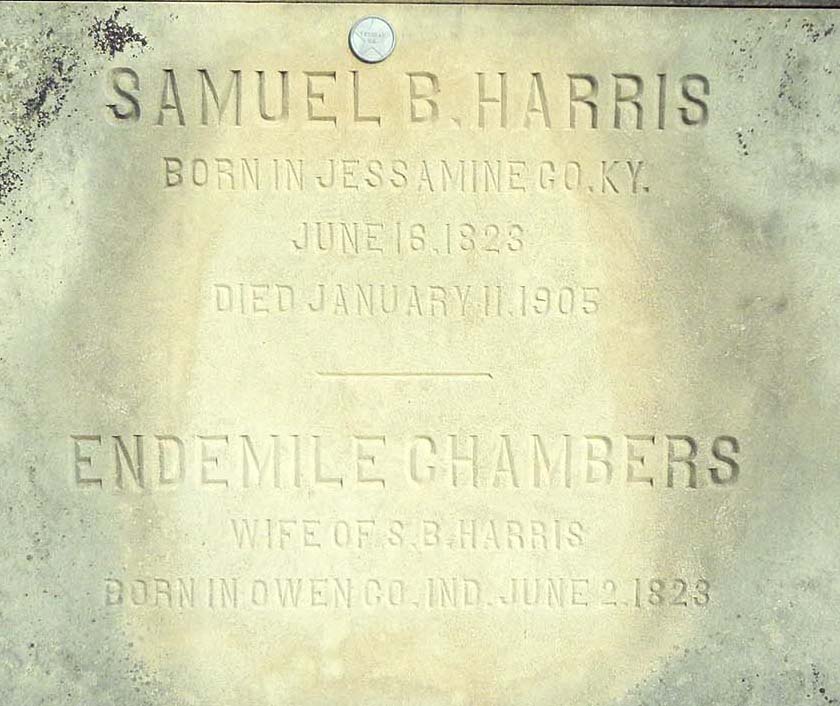 SAMUEL B. HARRIS
BORN IN JESSAMINE CO. KY.
JUNE 16, 1823
DIED JANUARY 11, 1905
ENDEMILE CHAMBERS
WIFE OF S. B. HARRIS
BORN IN OWEN CO. IND. JUNE 2, 1823